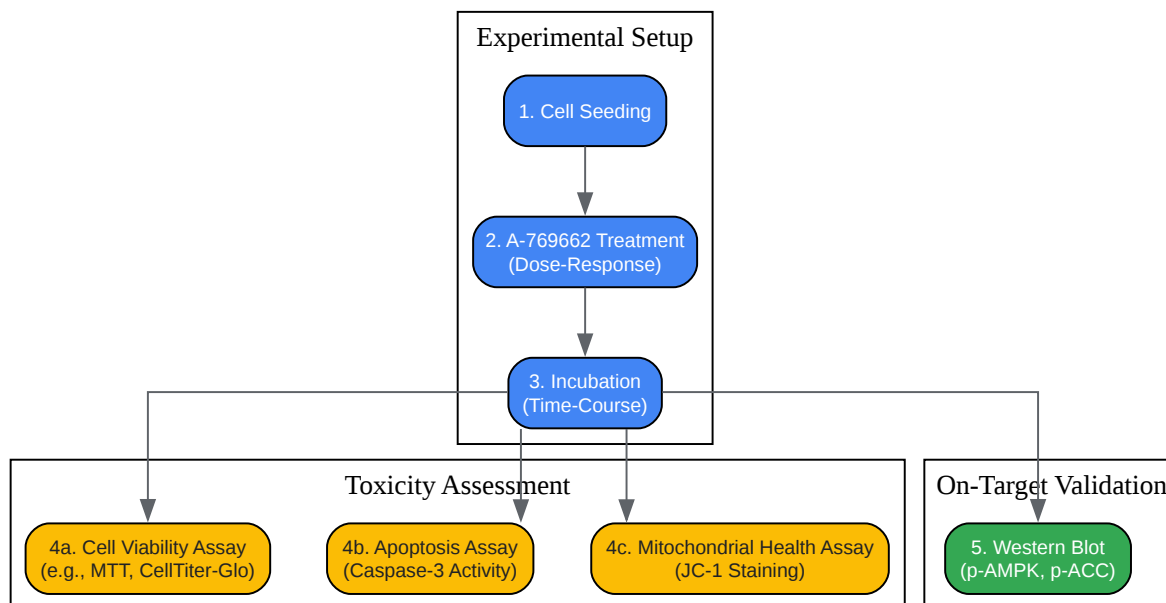 Experimental Setup
1. Cell Seeding
2. A-769662 Treatment
(Dose-Response)
3. Incubation
(Time-Course)
Toxicity Assessment
On-Target Validation
4a. Cell Viability Assay
(e.g., MTT, CellTiter-Glo)
4b. Apoptosis Assay
(Caspase-3 Activity)
4c. Mitochondrial Health Assay
(JC-1 Staining)
5. Western Blot
(p-AMPK, p-ACC)